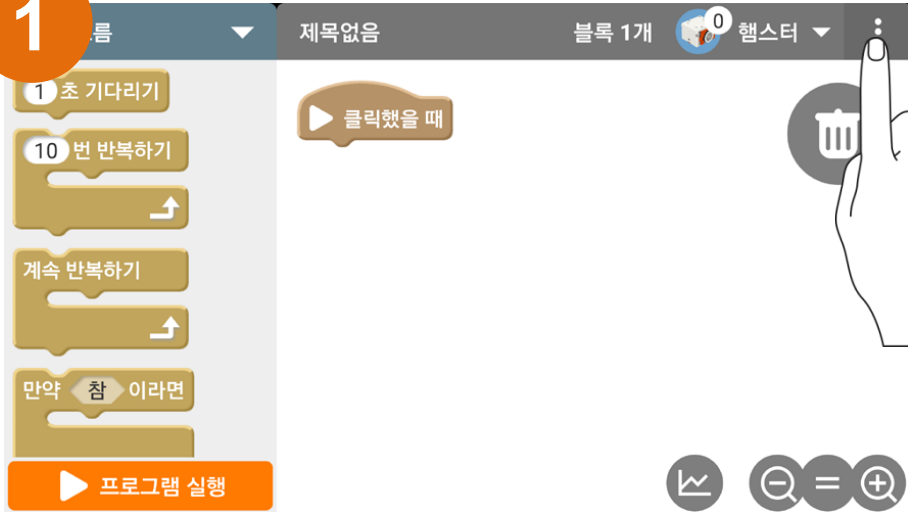 1
름
제목없음
블록 1개
0
햄스터
1 초 기다리기
10 번 반복하기
계속 반복하기
만약 참 이라면
프로그램 실행
클릭했을 때